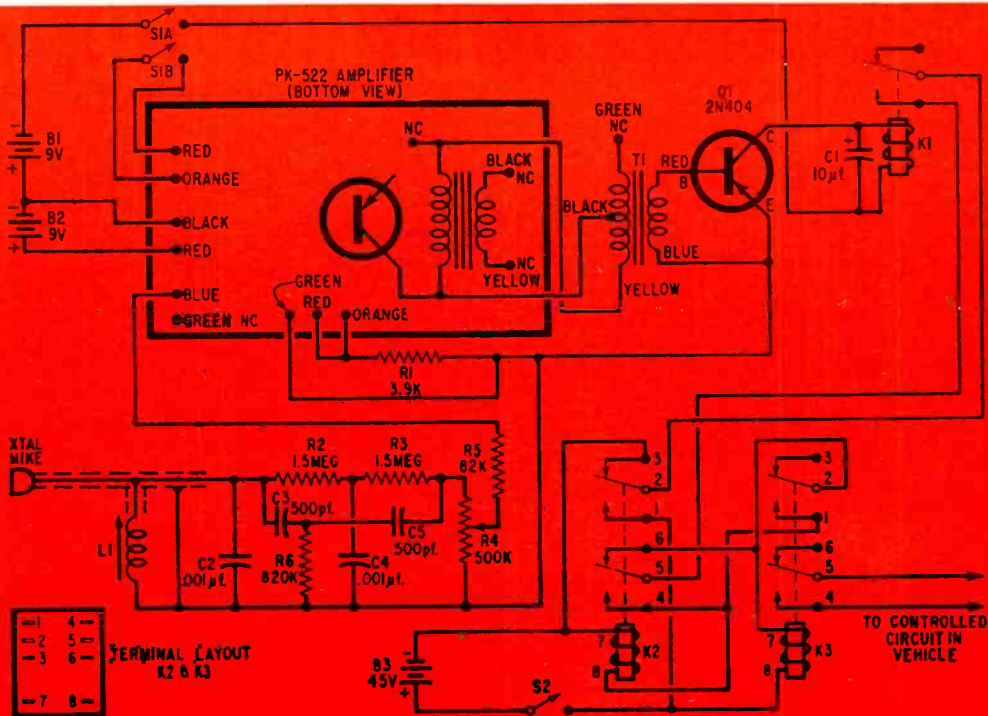 S1A
S1B
B1
9V
B2
9V
PK-522 AMPLIFIER
(BOTTOM VIEW)
RED
ORANGE
BLACK
RED
BLUE
GREEN NC
NC
BLACK
NC
NC
YELLOW
GREEN
RED
ORANGE
R1
3.9K
GREEN
NC
T1
BLACK
RED
BLUE
YELLOW
Q1
2N404
B
C
E
C1
10µf.
K1
XTAL
MIKE
L1
C2
.001µf.
R2
1.5MEG
R3
1.5MEG
C3
500pf.
C5
500pf.
R6
820K
C4
.001µf.
R5
82K
R4
500K
3
2
1
6
5
4
7
8
K2
3
2
1
6
5
4
7
8
K3
TO CONTROLLED
CIRCUIT IN
VEHICLE
B3
45V
S2
1 4
2 5
3 6
7 8
TERMINAL LAYOUT
K2 & K3